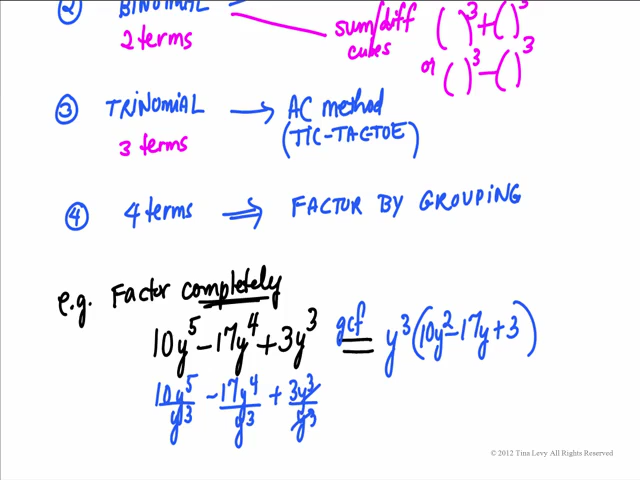 ② BINOMIAL
2 terms
sum/diff cubes
( )³+( )³
or ( )³-( )³
③ TRINOMIAL → AC method
(TIC-TAC-TOE)
3 terms
④ 4 terms ⇒ FACTOR BY GROUPING
e.g. Factor completely
10y⁵-17y⁴+3y³ gcf = y³(10y²-17y+3)
10y⁵/y³ -17y⁴/y³ + 3y³/y³
© 2012 Tina Levy All Rights Reserved